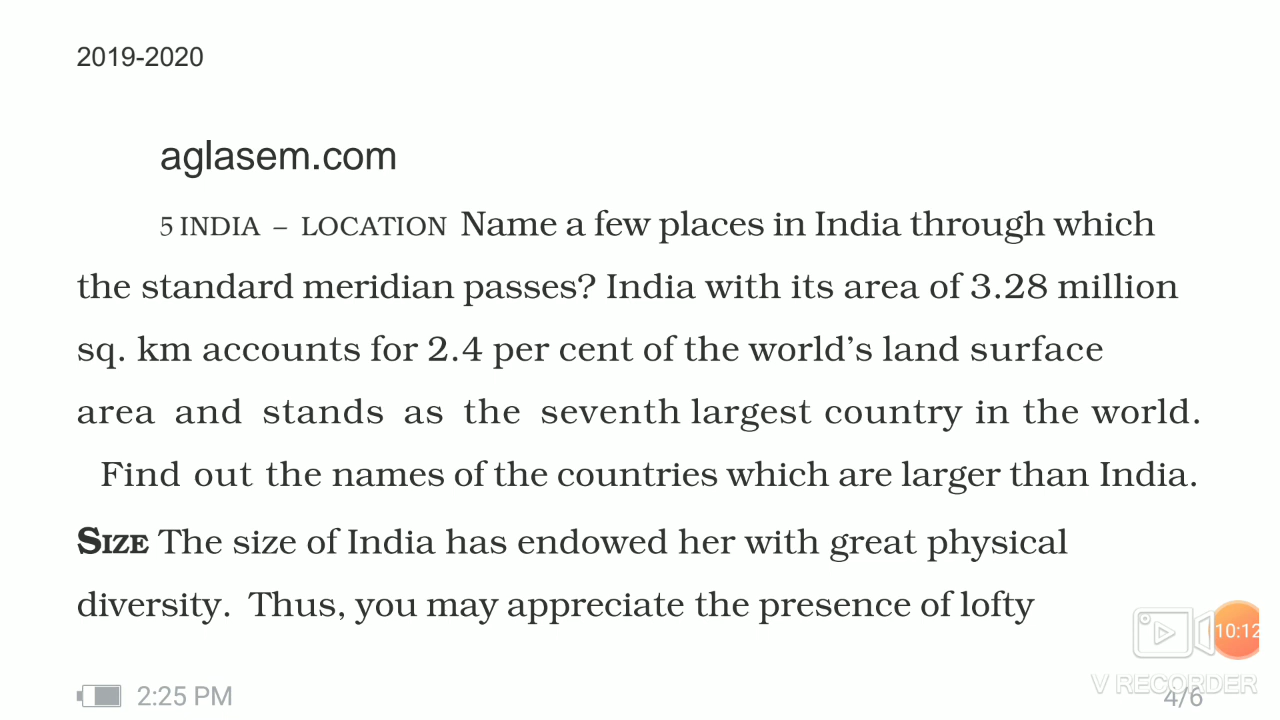 2019-2020
aglasem.com
5 INDIA – LOCATION Name a few places in India through which
the standard meridian passes? India with its area of 3.28 million
sq. km accounts for 2.4 per cent of the world’s land surface
area and stands as the seventh largest country in the world.
Find out the names of the countries which are larger than India.
SIZE The size of India has endowed her with great physical
diversity. Thus, you may appreciate the presence of lofty
10:12
V RECORDER
2:25 PM
4/6